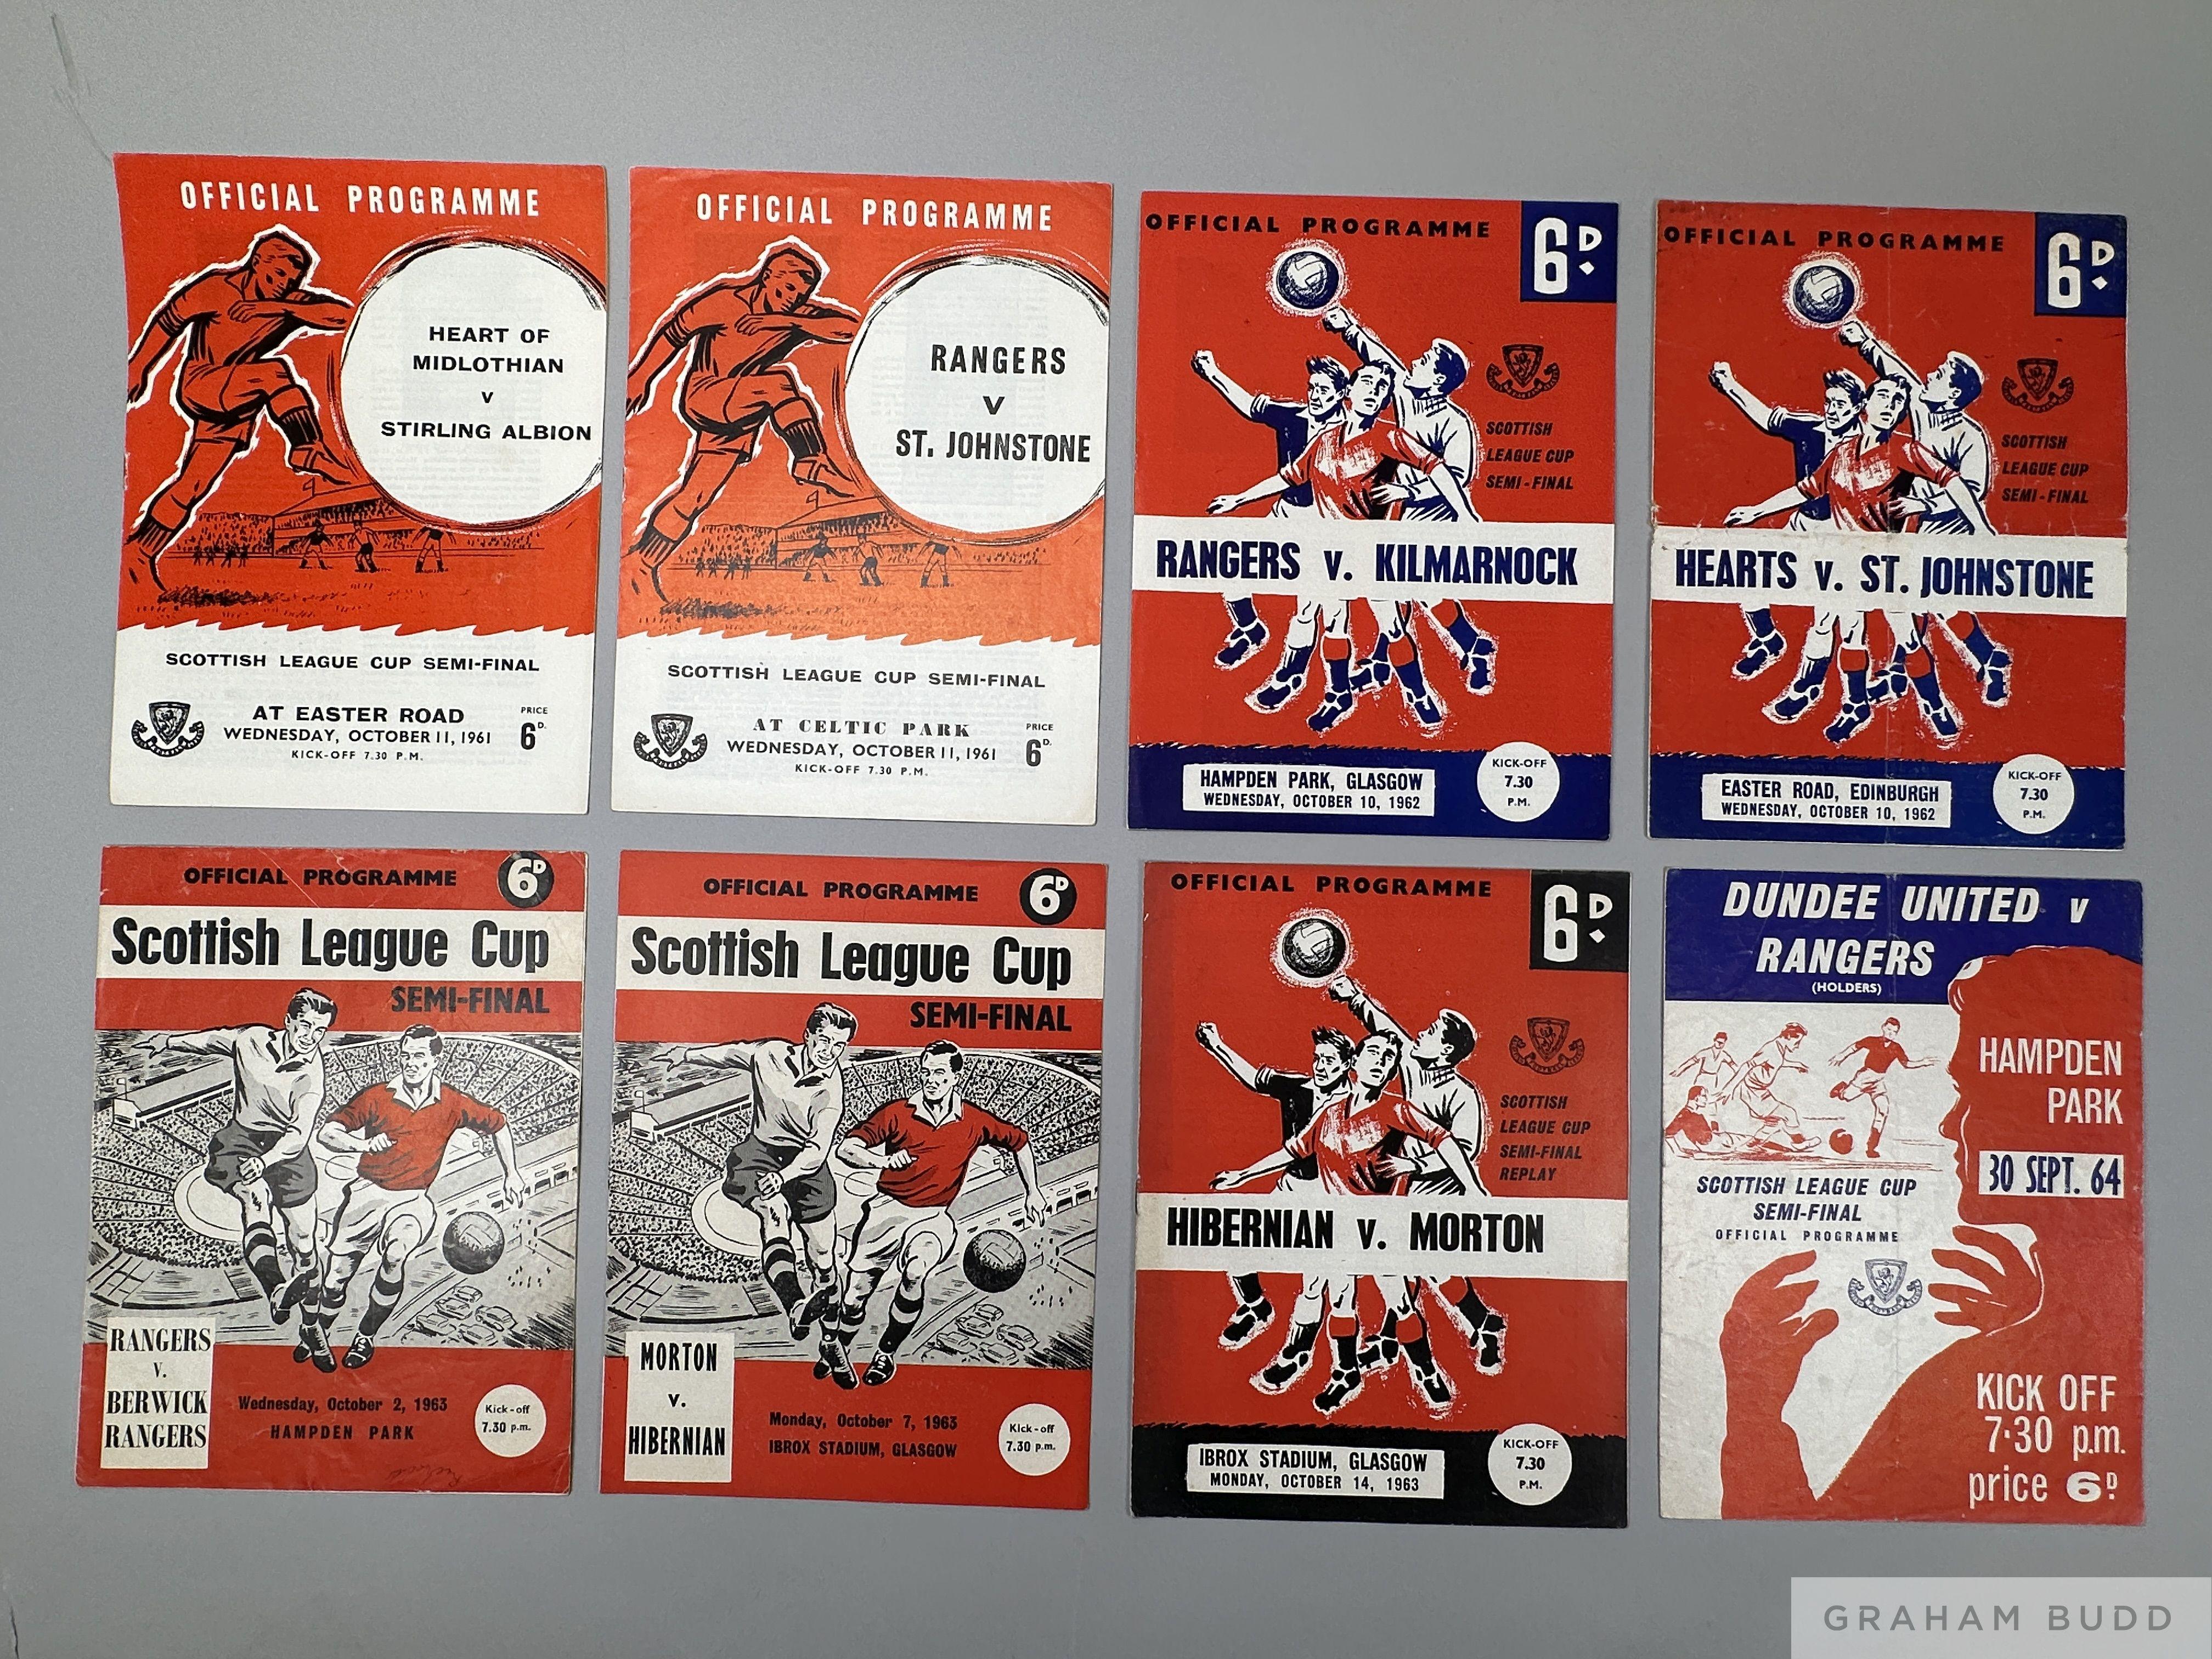 OFFICIAL PROGRAMME
HEART OF
MIDLOTHIAN
v
STIRLING ALBION
SCOTTISH LEAGUE CUP SEMI-FINAL
AT EASTER ROAD
WEDNESDAY, OCTOBER 11, 1961
KICK-OFF 7.30 P.M.
PRICE
6D.
OFFICIAL PROGRAMME
RANGERS
v
ST. JOHNSTONE
SCOTTISH LEAGUE CUP SEMI-FINAL
AT CELTIC PARK
WEDNESDAY, OCTOBER 11, 1961
KICK-OFF 7.30 P.M.
PRICE
6D.
OFFICIAL PROGRAMME
6D.
SCOTTISH
LEAGUE CUP
SEMI-FINAL
RANGERS v. KILMARNOCK
HAMPDEN PARK, GLASGOW
WEDNESDAY, OCTOBER 10, 1962
KICK-OFF
7.30
P.M.
OFFICIAL PROGRAMME
6D.
SCOTTISH
LEAGUE CUP
SEMI-FINAL
HEARTS v. ST. JOHNSTONE
EASTER ROAD, EDINBURGH
WEDNESDAY, OCTOBER 10, 1962
KICK-OFF
7.30
P.M.
OFFICIAL PROGRAMME
6D
Scottish League Cup
SEMI-FINAL
RANGERS
v.
BERWICK
RANGERS
Wednesday, October 2, 1963
HAMPDEN PARK
Kick-off
7.30 p.m.
OFFICIAL PROGRAMME
6D
Scottish League Cup
SEMI-FINAL
MORTON
v.
HIBERNIAN
Monday, October 7, 1963
IBROX STADIUM, GLASGOW
Kick-off
7.30 p.m.
OFFICIAL PROGRAMME
6D.
SCOTTISH
LEAGUE CUP
SEMI-FINAL
REPLAY
HIBERNIAN v. MORTON
IBROX STADIUM, GLASGOW
MONDAY, OCTOBER 14, 1963
KICK-OFF
7.30
P.M.
DUNDEE UNITED v
RANGERS
(HOLDERS)
HAMPDEN
PARK
30 SEPT. 64
SCOTTISH LEAGUE CUP
SEMI-FINAL
OFFICIAL PROGRAMME
KICK OFF
7·30 p.m.
price 6D.
GRAHAM BUDD